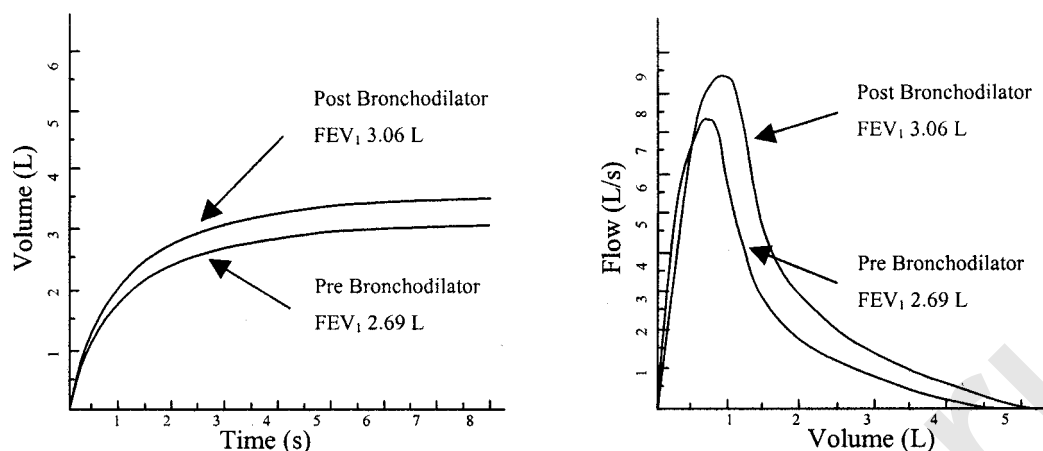 6
5
4
3
2
1
Volume (L)
Post Bronchodilator
FEV₁ 3.06 L
Pre Bronchodilator
FEV₁ 2.69 L
1 2 3 4 5 6 7 8
Time (s)
9
8
7
6
5
4
3
2
1
Flow (L/s)
Post Bronchodilator
FEV₁ 3.06 L
Pre Bronchodilator
FEV₁ 2.69 L
1 2 3 4 5
Volume (L)